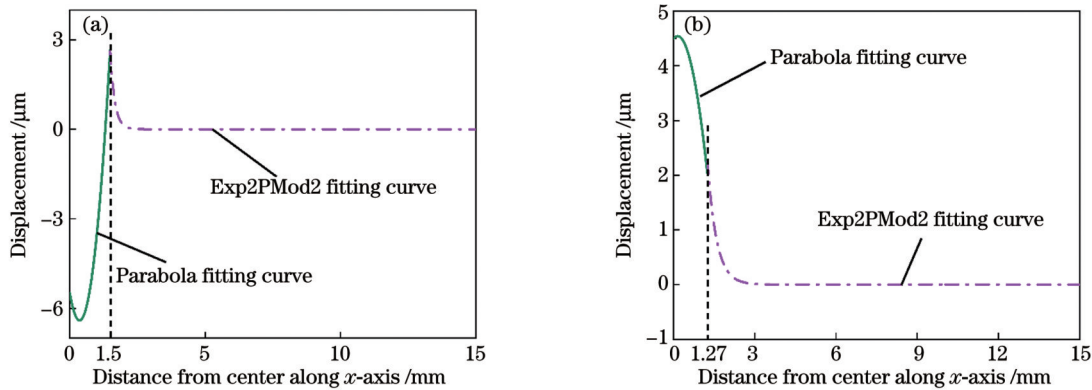 (a)
3
0
−3
−6
Displacement /μm
Exp2PMod2 fitting curve
Parabola fitting curve
0 1.5 5 10 15
Distance from center along x-axis /mm
(b)
5
4
3
2
1
0
−1
Displacement /μm
Parabola fitting curve
Exp2PMod2 fitting curve
0 1.27 3 6 9 12 15
Distance from center along x-axis /mm